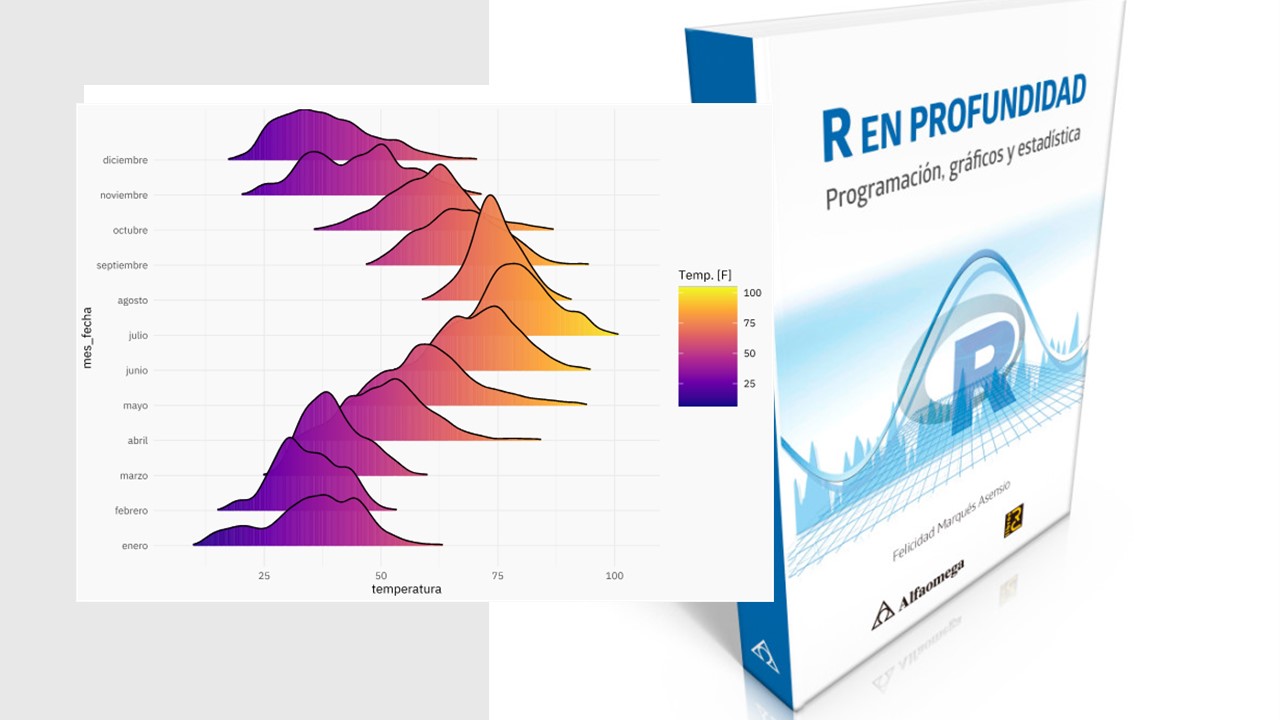 diciembre
noviembre
octubre
septiembre
agosto
julio
junio
mayo
abril
marzo
febrero
enero
mes_fecha
25
50
75
100
temperatura
Temp. [F]
100
75
50
25
R EN PROFUNDIDAD
Programación, gráficos y estadística
R
Felicidad Marqués Asensio
RC
Alfaomega